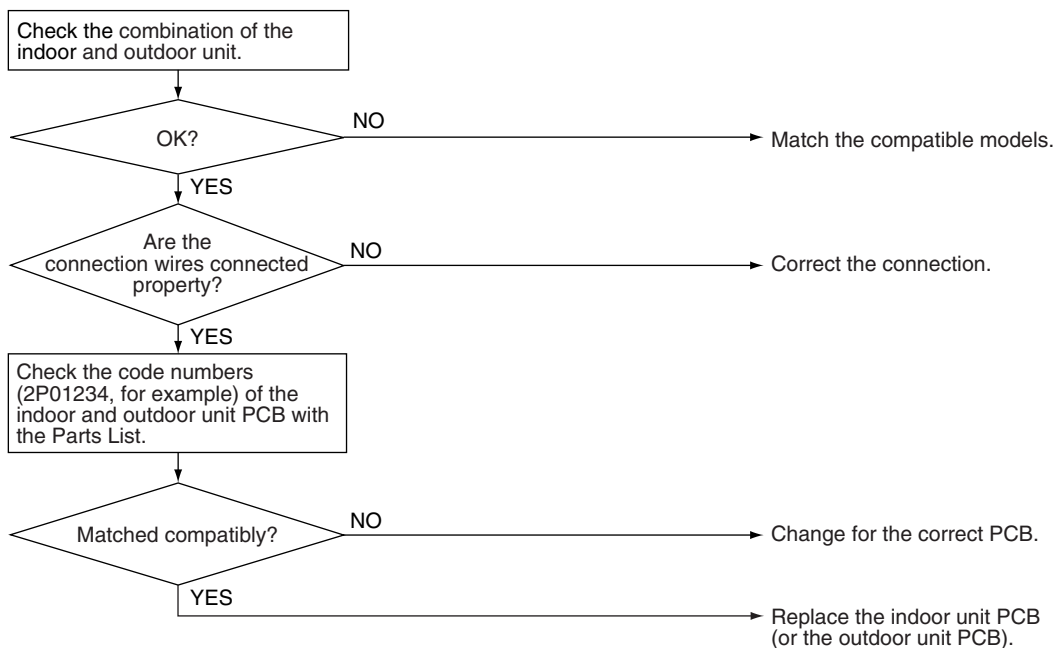 Check the combination of the
indoor and outdoor unit.
OK?
NO
Match the compatible models.
YES
Are the
connection wires connected
property?
NO
Correct the connection.
YES
Check the code numbers
(2P01234, for example) of the
indoor and outdoor unit PCB with
the Parts List.
Matched compatibly?
NO
Change for the correct PCB.
YES
Replace the indoor unit PCB
(or the outdoor unit PCB).